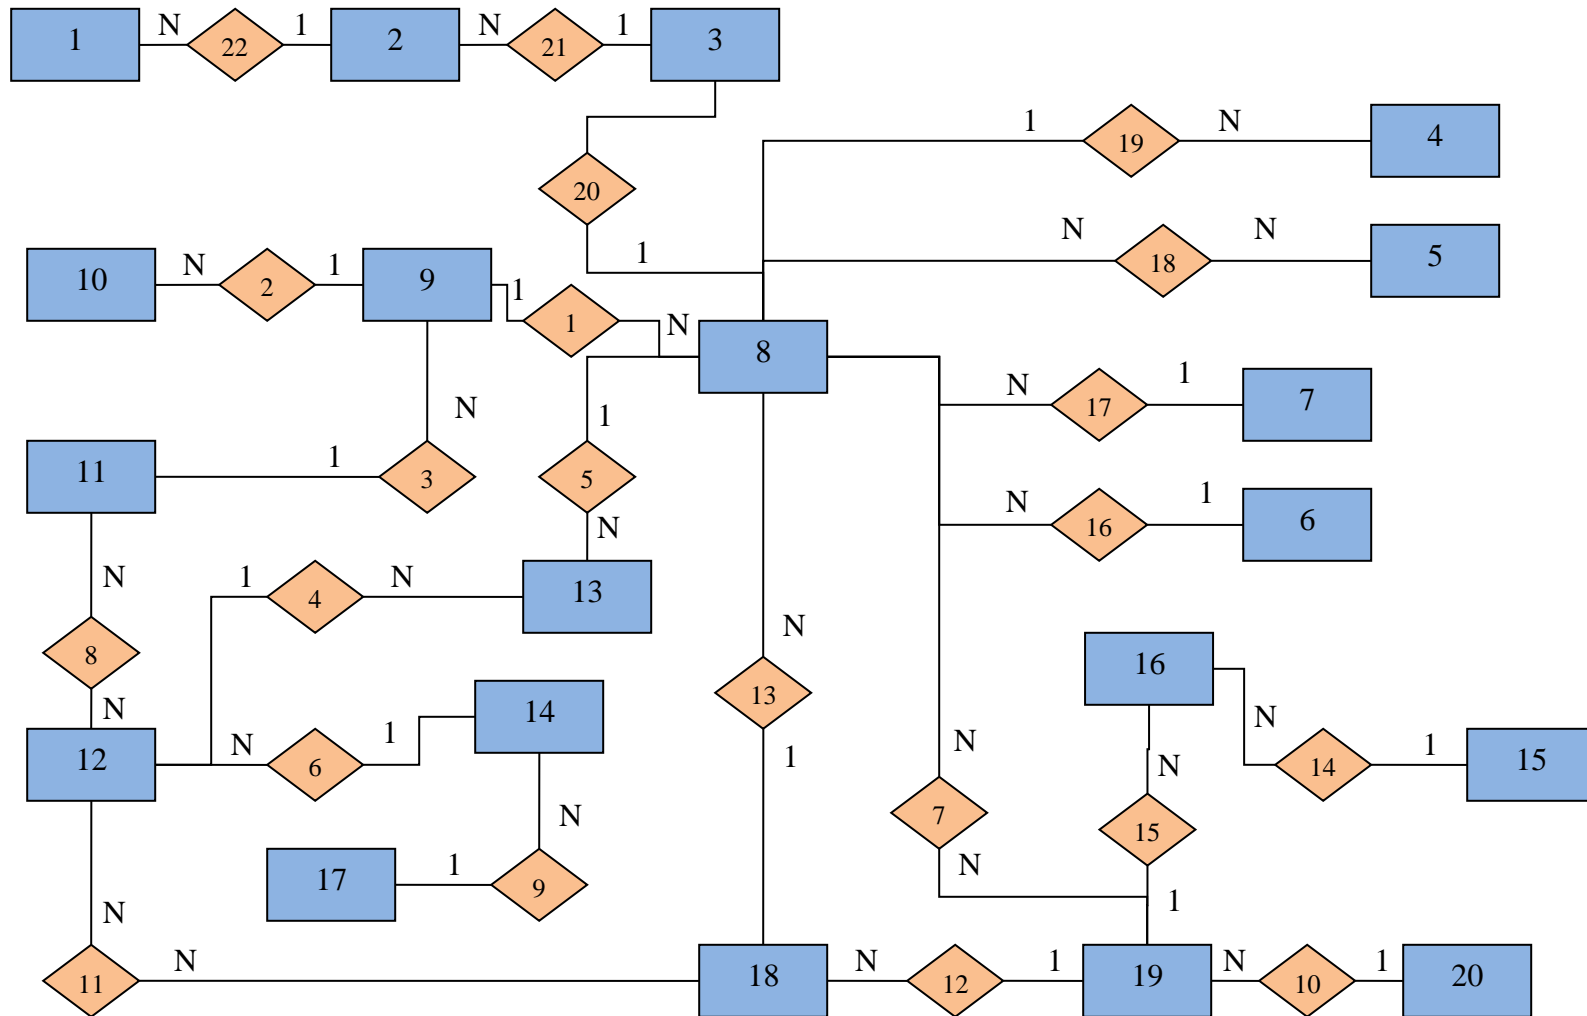 1 N 22 1 2 N 21 1 3
1 19 N 4
20
N 18 N 5
1
10 N 2 1 9 1 1 N
8
N 17 1 7
N
1
11 1 3 5
N 16 1 6
N
N 1 4 N 13
N
8 16
13
N 14 N
12 N 6 1 1 N 14 1 15
N
N 7 15
17 1 9 N
N 1
11 N 18 N 12 1 19 N 10 1 20